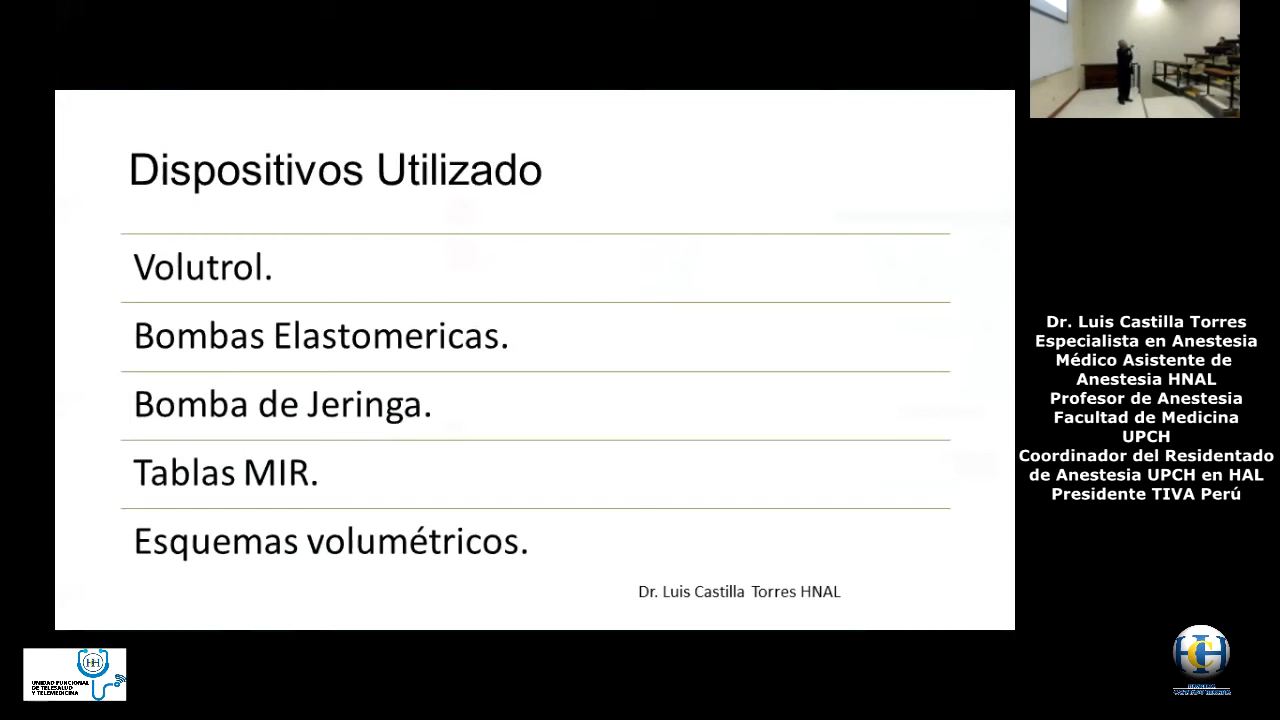 Dispositivos Utilizado
Volutrol.
Bombas Elastomericas.
Bomba de Jeringa.
Tablas MIR.
Esquemas volumétricos.
Dr. Luis Castilla Torres HNAL
Dr. Luis Castilla Torres
Especialista en Anestesia
Médico Asistente de
Anestesia HNAL
Profesor de Anestesia
Facultad de Medicina
UPCH
Coordinador del Residentado
de Anestesia UPCH en HAL
Presidente TIVA Perú
UNIDAD FUNCIONAL
DE TELESALUD
Y TELEMEDICINA